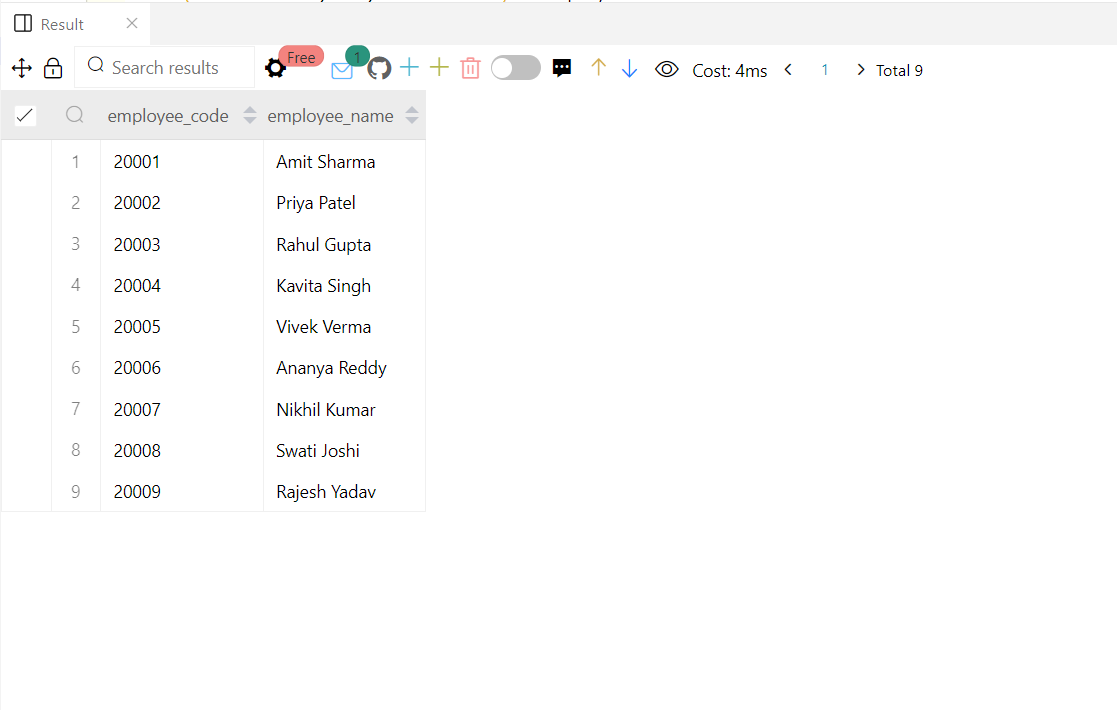 Result
Search results Free 1 Cost: 4ms 1 Total 9
employee_code employee_name
1 20001 Amit Sharma
2 20002 Priya Patel
3 20003 Rahul Gupta
4 20004 Kavita Singh
5 20005 Vivek Verma
6 20006 Ananya Reddy
7 20007 Nikhil Kumar
8 20008 Swati Joshi
9 20009 Rajesh Yadav